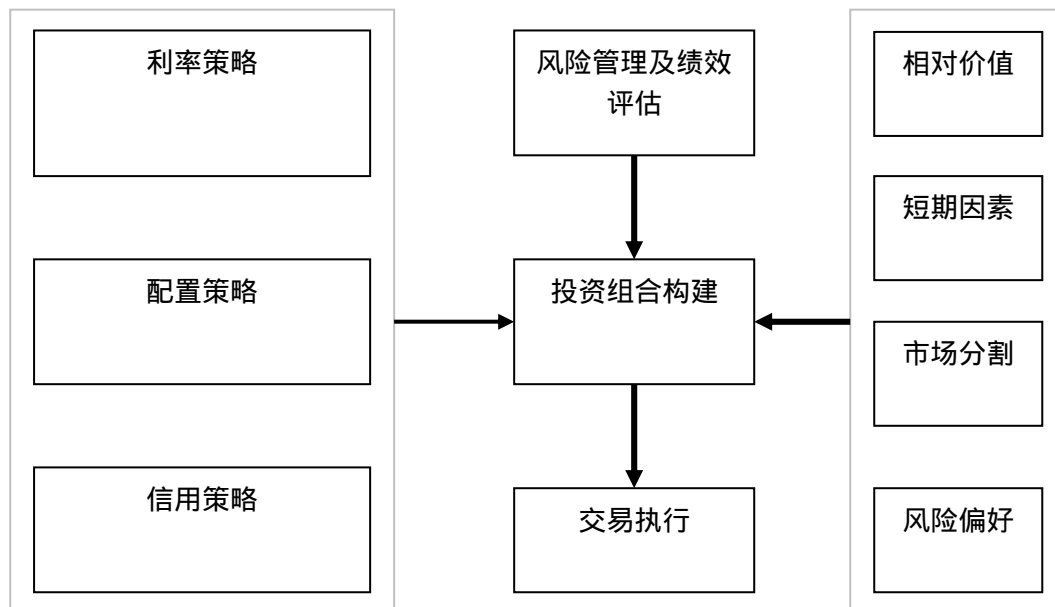 利率策略
配置策略
信用策略
风险管理及绩效
评估
投资组合构建
交易执行
相对价值
短期因素
市场分割
风险偏好